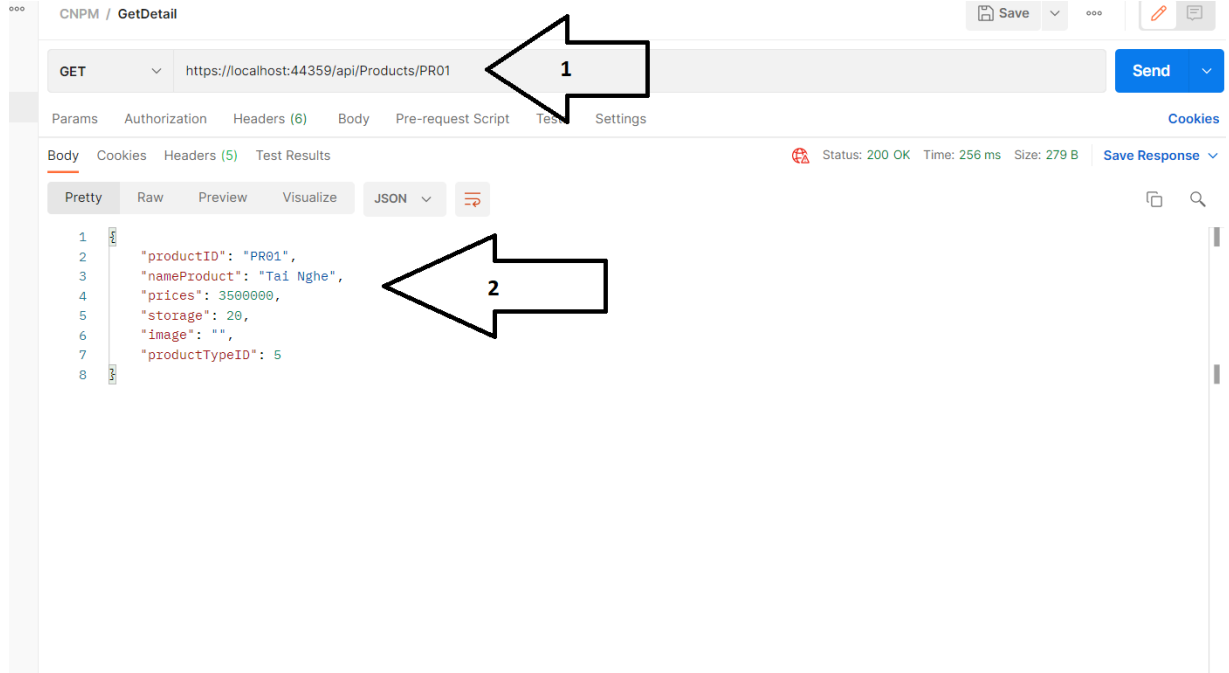 CNPM / GetDetail
Save
GET
https://localhost:44359/api/Products/PR01
1
Send
Params Authorization Headers (6) Body Pre-request Script Settings
Cookies
Body Cookies Headers (5) Test Results
Status: 200 OK Time: 256 ms Size: 279 B
Save Response
Pretty Raw Preview Visualize JSON
1 {
2 "productID": "PR01",
3 "nameProduct": "Tai Nghe",
4 "prices": 3500000,
5 "storage": 20,
6 "image": "",
7 "productTypeID": 5
8 }
2